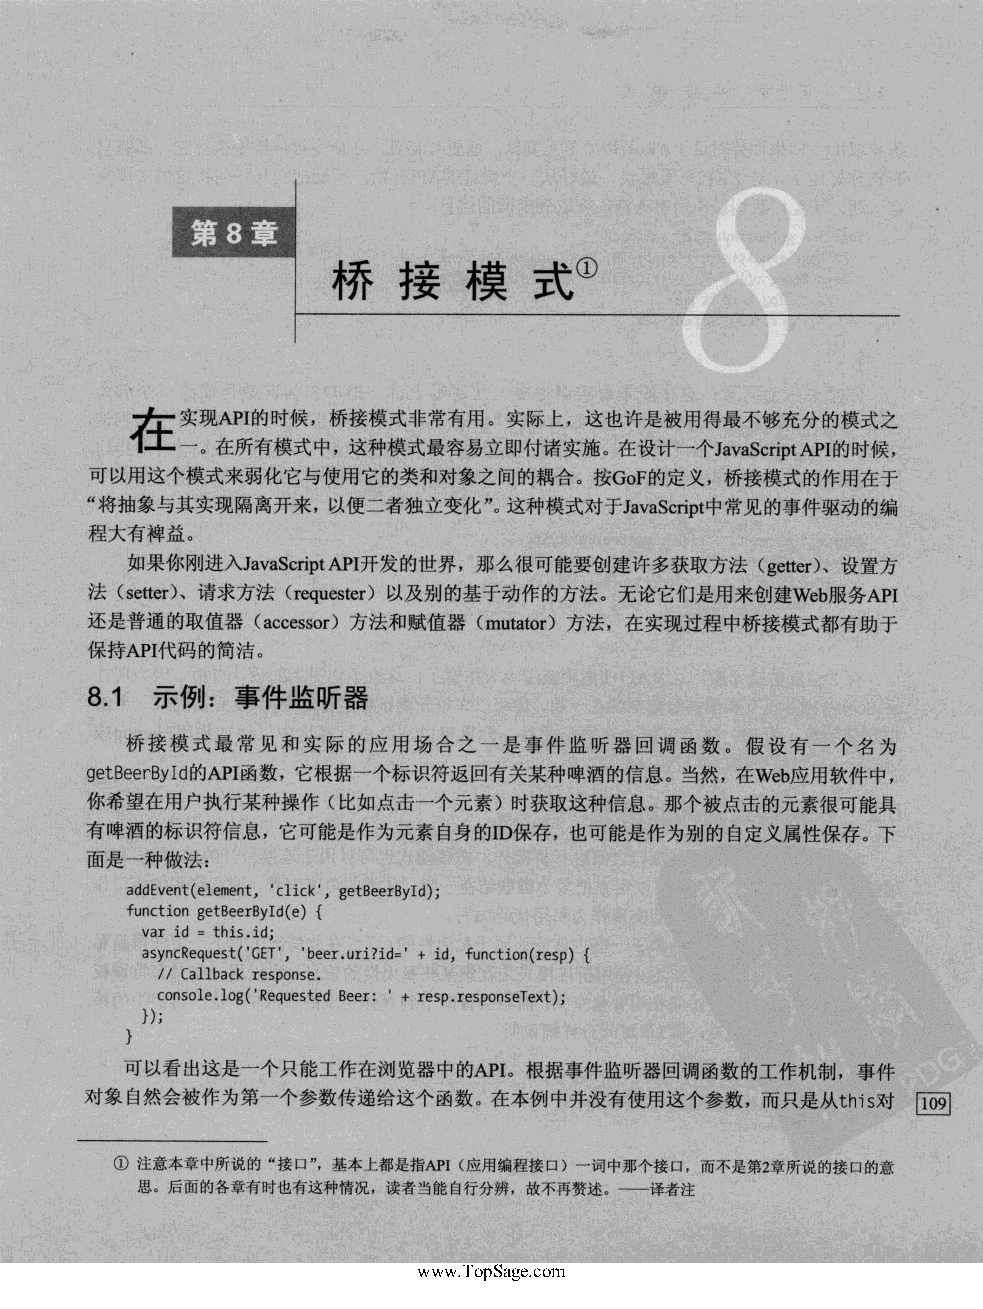 第8章
8
桥接模式①
在实现API的时候，桥接模式非常有用。实际上，这也许是被用得最不够充分的模式之
一。在所有模式中，这种模式最容易立即付诸实施。在设计一个JavaScript API的时候，
可以用这个模式来弱化它与使用它的类和对象之间的耦合。按GoF的定义，桥接模式的作用在于
“将抽象与其实现隔离开来，以便二者独立变化”。这种模式对于JavaScript中常见的事件驱动的编
程大有裨益。
如果你刚进入JavaScript API开发的世界，那么很可能要创建许多获取方法（getter）、设置方
法（setter）、请求方法（requester）以及别的基于动作的方法。无论它们是用来创建Web服务API
还是普通的取值器（accessor）方法和赋值器（mutator）方法，在实现过程中桥接模式都有助于
保持API代码的简洁。
8.1 示例：事件监听器
桥接模式最常见和实际的应用场合之一是事件监听器回调函数。假设有一个名为
getBeerById的API函数，它根据一个标识符返回有关某种啤酒的信息。当然，在Web应用软件中，
你希望在用户执行某种操作（比如点击一个元素）时获取这种信息。那个被点击的元素很可能具
有啤酒的标识符信息，它可能是作为元素自身的ID保存，也可能是作为别的自定义属性保存。下
面是一种做法：
addEvent(element, 'click', getBeerById);
function getBeerById(e) {
var id = this.id;
asyncRequest('GET', 'beer.uri?id=' + id, function(resp) {
// Callback response.
console.log('Requested Beer: ' + resp.responseText);
});
}
可以看出这是一个只能工作在浏览器中的API。根据事件监听器回调函数的工作机制，事件
对象自然会被作为第一个参数传递给这个函数。在本例中并没有使用这个参数，而只是从this对
109
① 注意本章中所说的“接口”，基本上都是指API（应用编程接口）一词中那个接口，而不是第2章所说的接口的意
思。后面的各章有时也有这种情况，读者当能自行分辨，故不再赘述。——译者注
www.TopSage.com